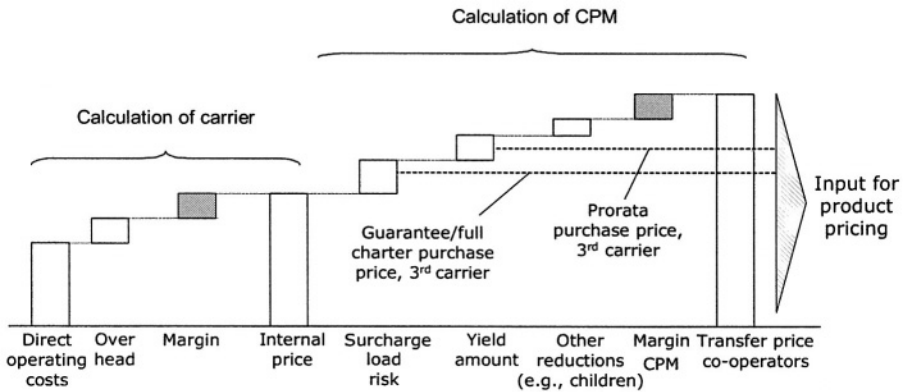 Calculation of CPM
Calculation of carrier
Guarantee/full
charter purchase
price, 3rd carrier
Prorata
purchase price,
3rd carrier
Input for
product
pricing
Direct
operating
costs
Over
head
Margin
Internal
price
Surcharge
load
risk
Yield
amount
Other
reductions
(e.g., children)
Margin
CPM
Transfer price
co-operators